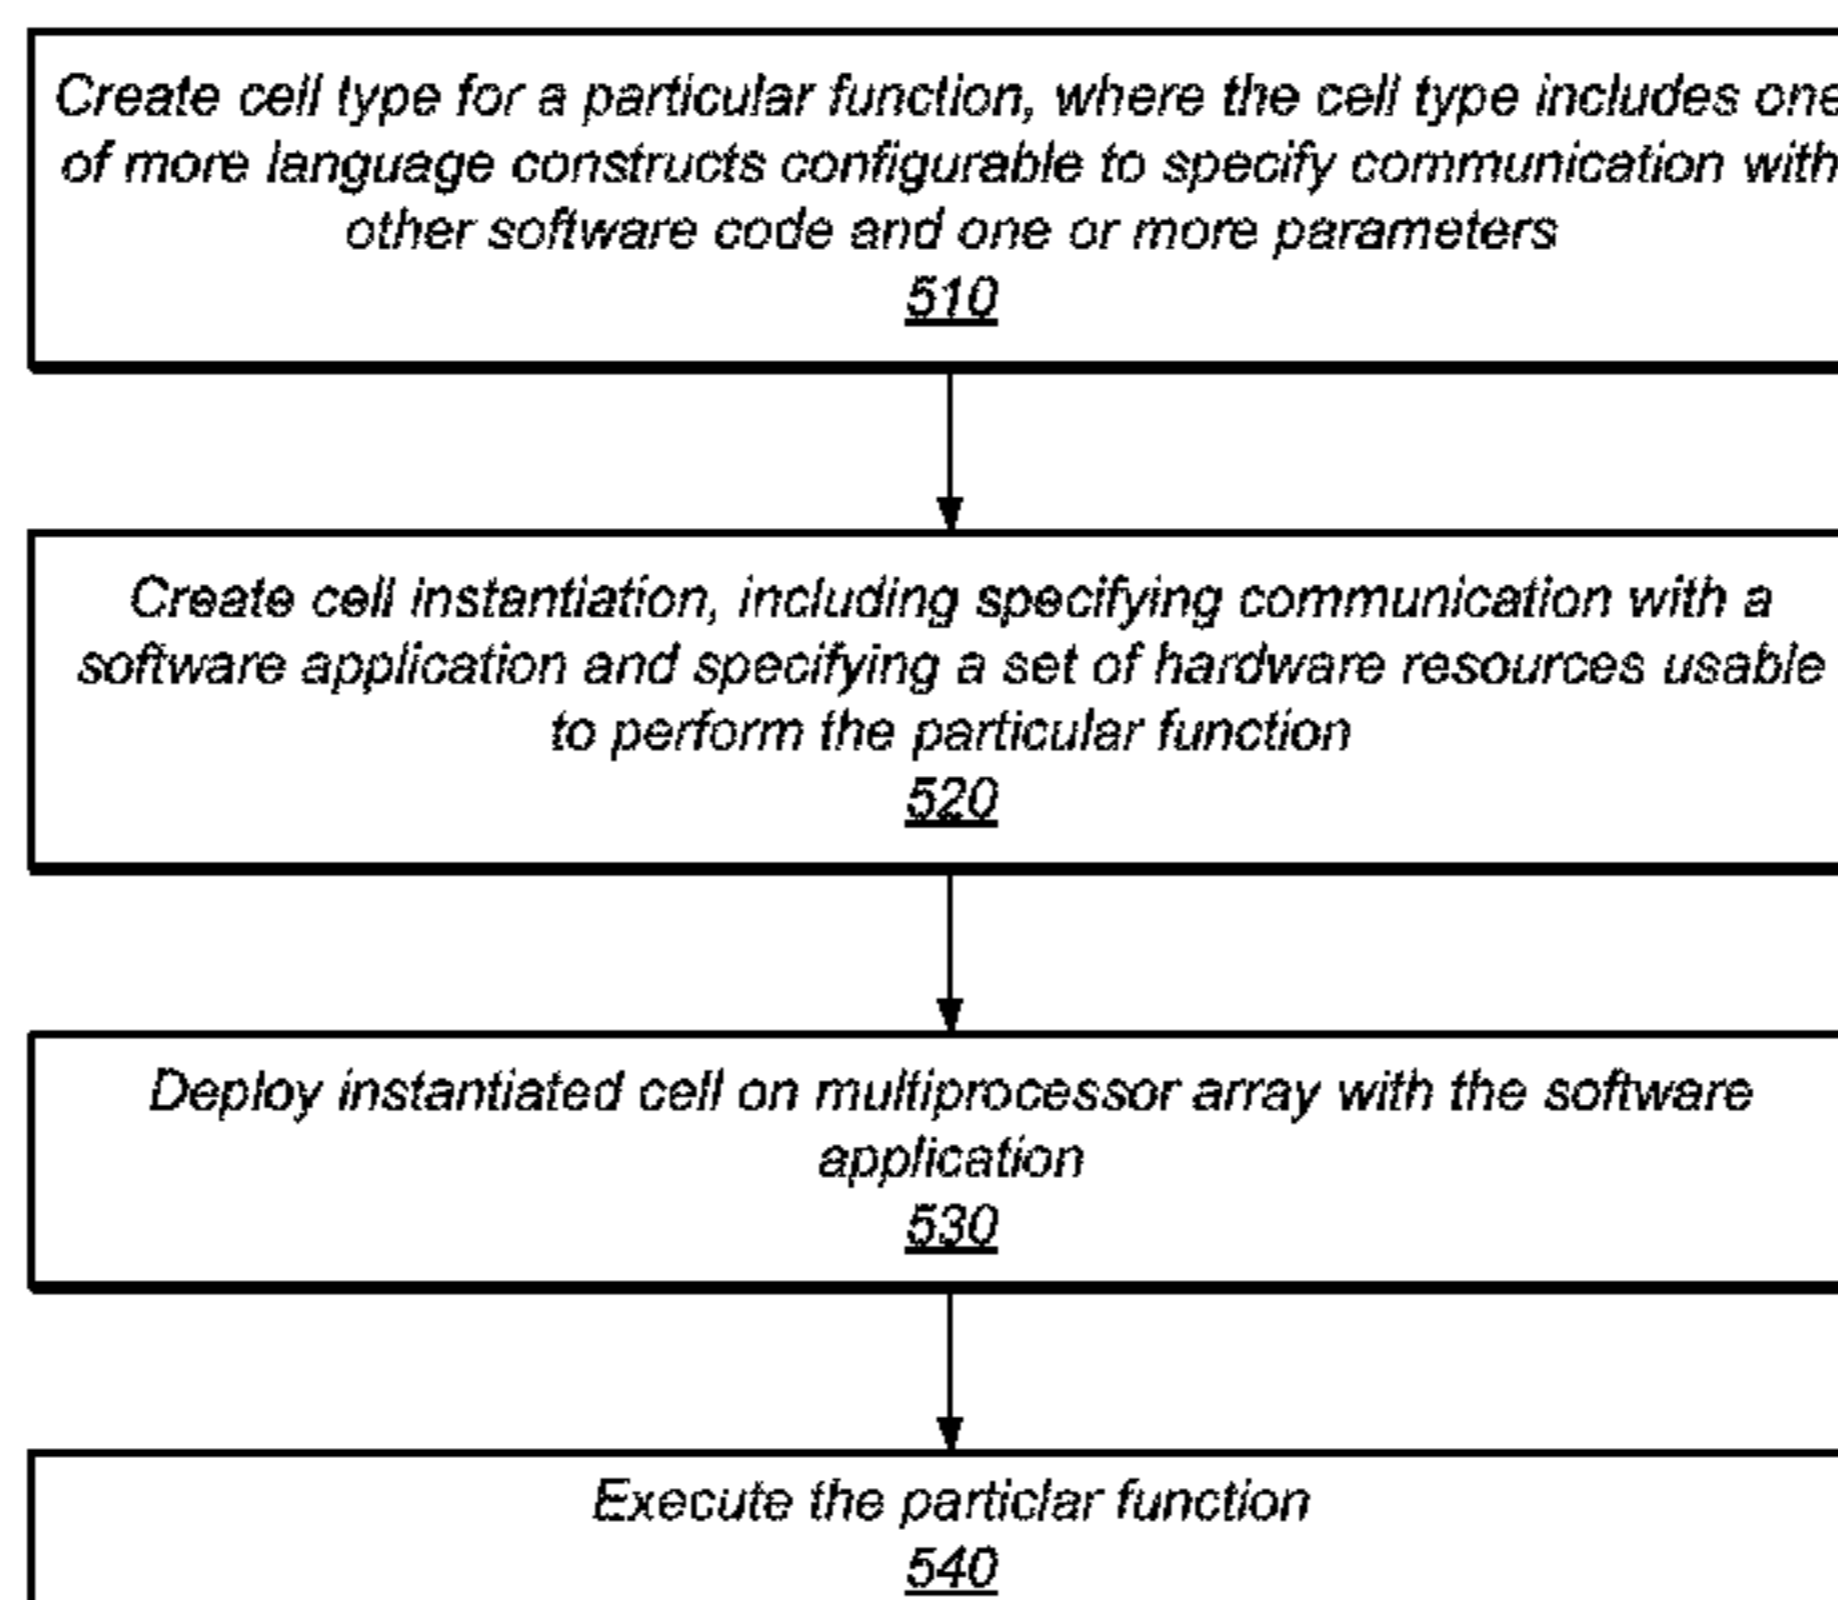 Create cell type for a particular function, where the cell type includes one
of more language constructs configurable to specify communication with
other software code and one or more parameters
510
Create cell instantiation, including specifying communication with a
software application and specifying a set of hardware resources usable
to perform the particular function
520
Deploy instantiated cell on multiprocessor array with the software
application
530
Execute the particlar function
540